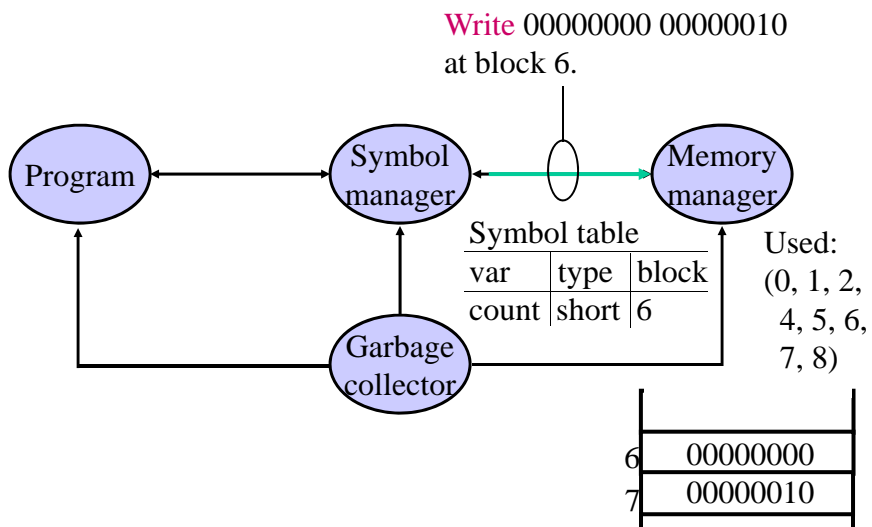 Write 00000000 00000010
at block 6.
Program
Symbol
manager
Memory
manager
Symbol table
var type block
count short 6
Used:
(0, 1, 2,
4, 5, 6,
7, 8)
Garbage
collector
6 00000000
7 00000010